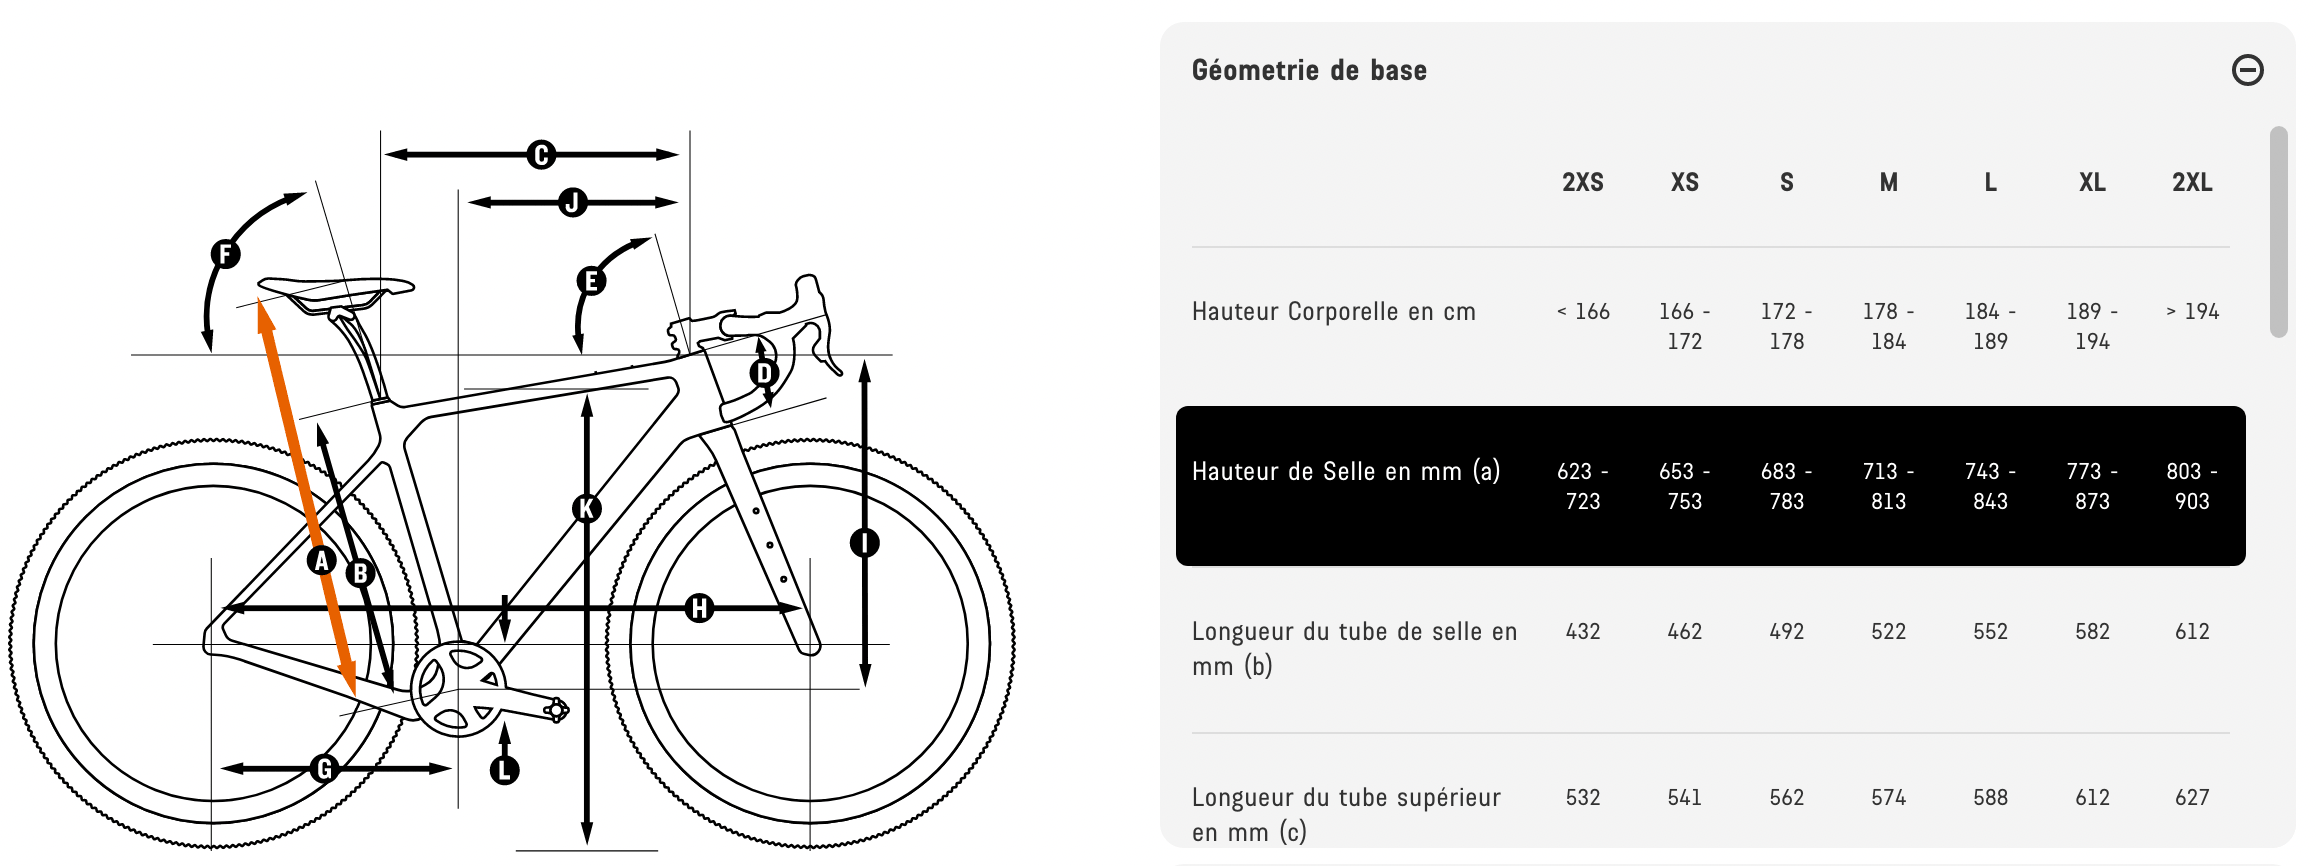 C
J
F
E
D
K
I
A
B
H
G
L
Géometrie de base
2XS XS S M L XL 2XL
Hauteur Corporelle en cm < 166 166 - 172 - 178 - 184 - 189 - > 194
172 178 184 189 194
Hauteur de Selle en mm (a) 623 - 653 - 683 - 713 - 743 - 773 - 803 -
723 753 783 813 843 873 903
Longueur du tube de selle en 432 462 492 522 552 582 612
mm (b)
Longueur du tube supérieur 532 541 562 574 588 612 627
en mm (c)